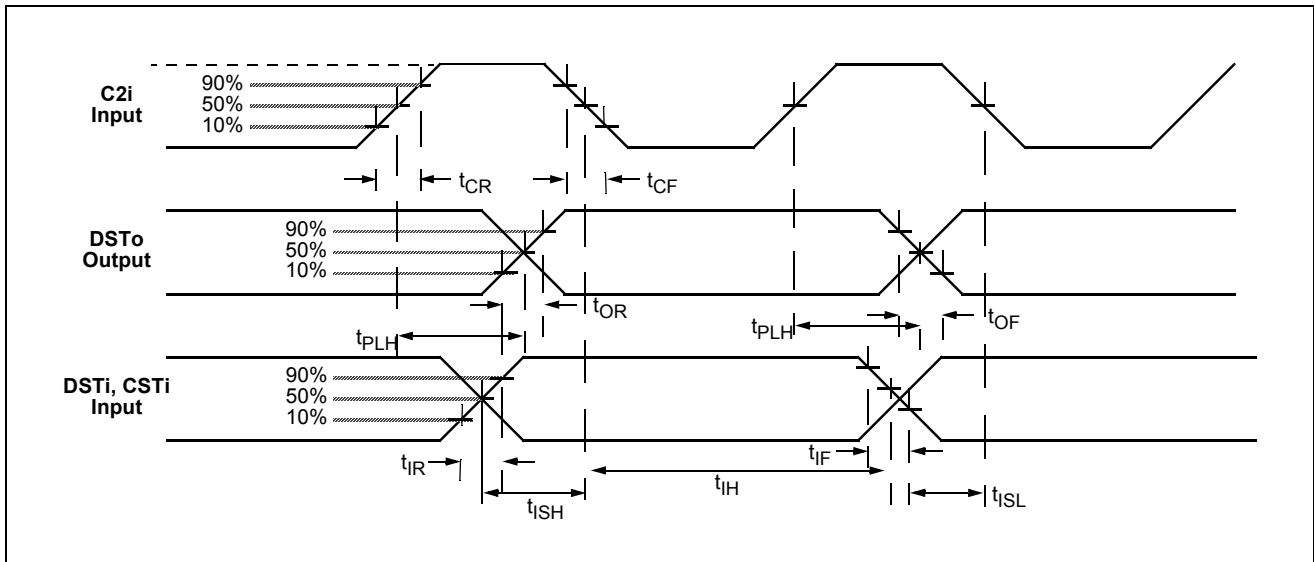 C2i
Input
90%
50%
10%
tCR
tCF
DSTo
Output
90%
50%
10%
tOR
tOF
tPLH
tPLH
DSTi, CSTi
Input
90%
50%
10%
tIR
tIF
tISH
tIH
tISL